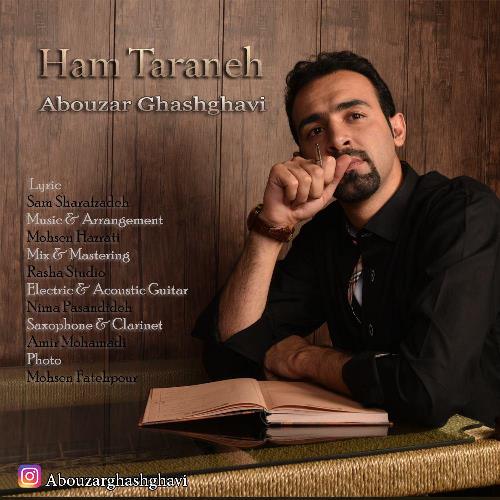 Ham Taraneh
Abouzar Ghashghavi
Lyric
Sam Sharafzadeh
Music & Arrangement
Mohsen Hazrati
Mix & Mastering
Rasha Studio
Electric & Acoustic Guitar
Nima Pasandideh
Saxophone & Clarinet
Amir Mohamadi
Photo
Mohsen Fatehpour
Abouzarghashghavi